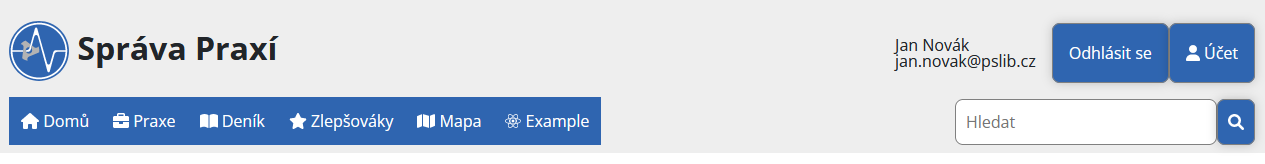 Správa Praxí
Jan Novák
jan.novak@pslib.cz
Odhlásit se
Účet
Domů Praxe Deník Zlepšováky Mapa Example
Hledat